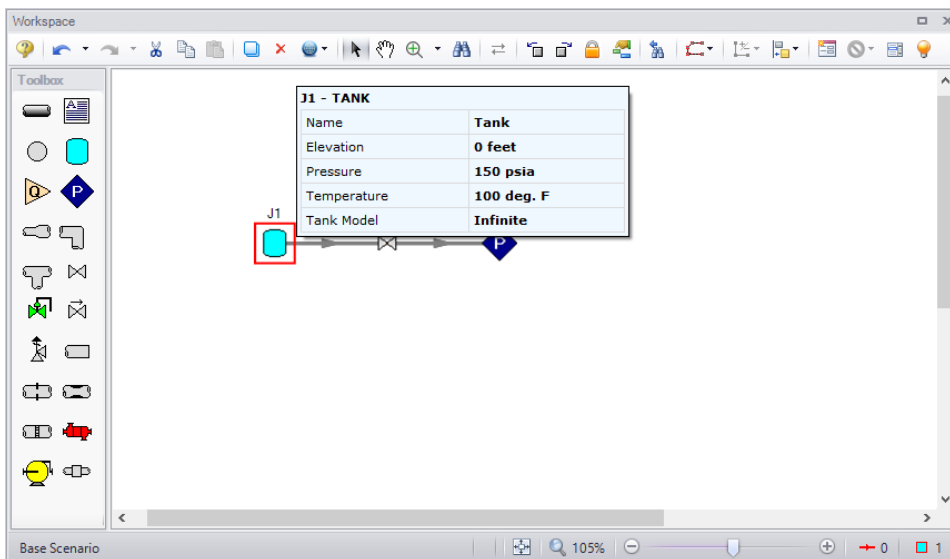 Workspace
Toolbox
J1 - TANK
Name Tank
Elevation 0 feet
Pressure 150 psia
Temperature 100 deg. F
Tank Model Infinite
J1
P
Q
P
A
Base Scenario 105% 0 1